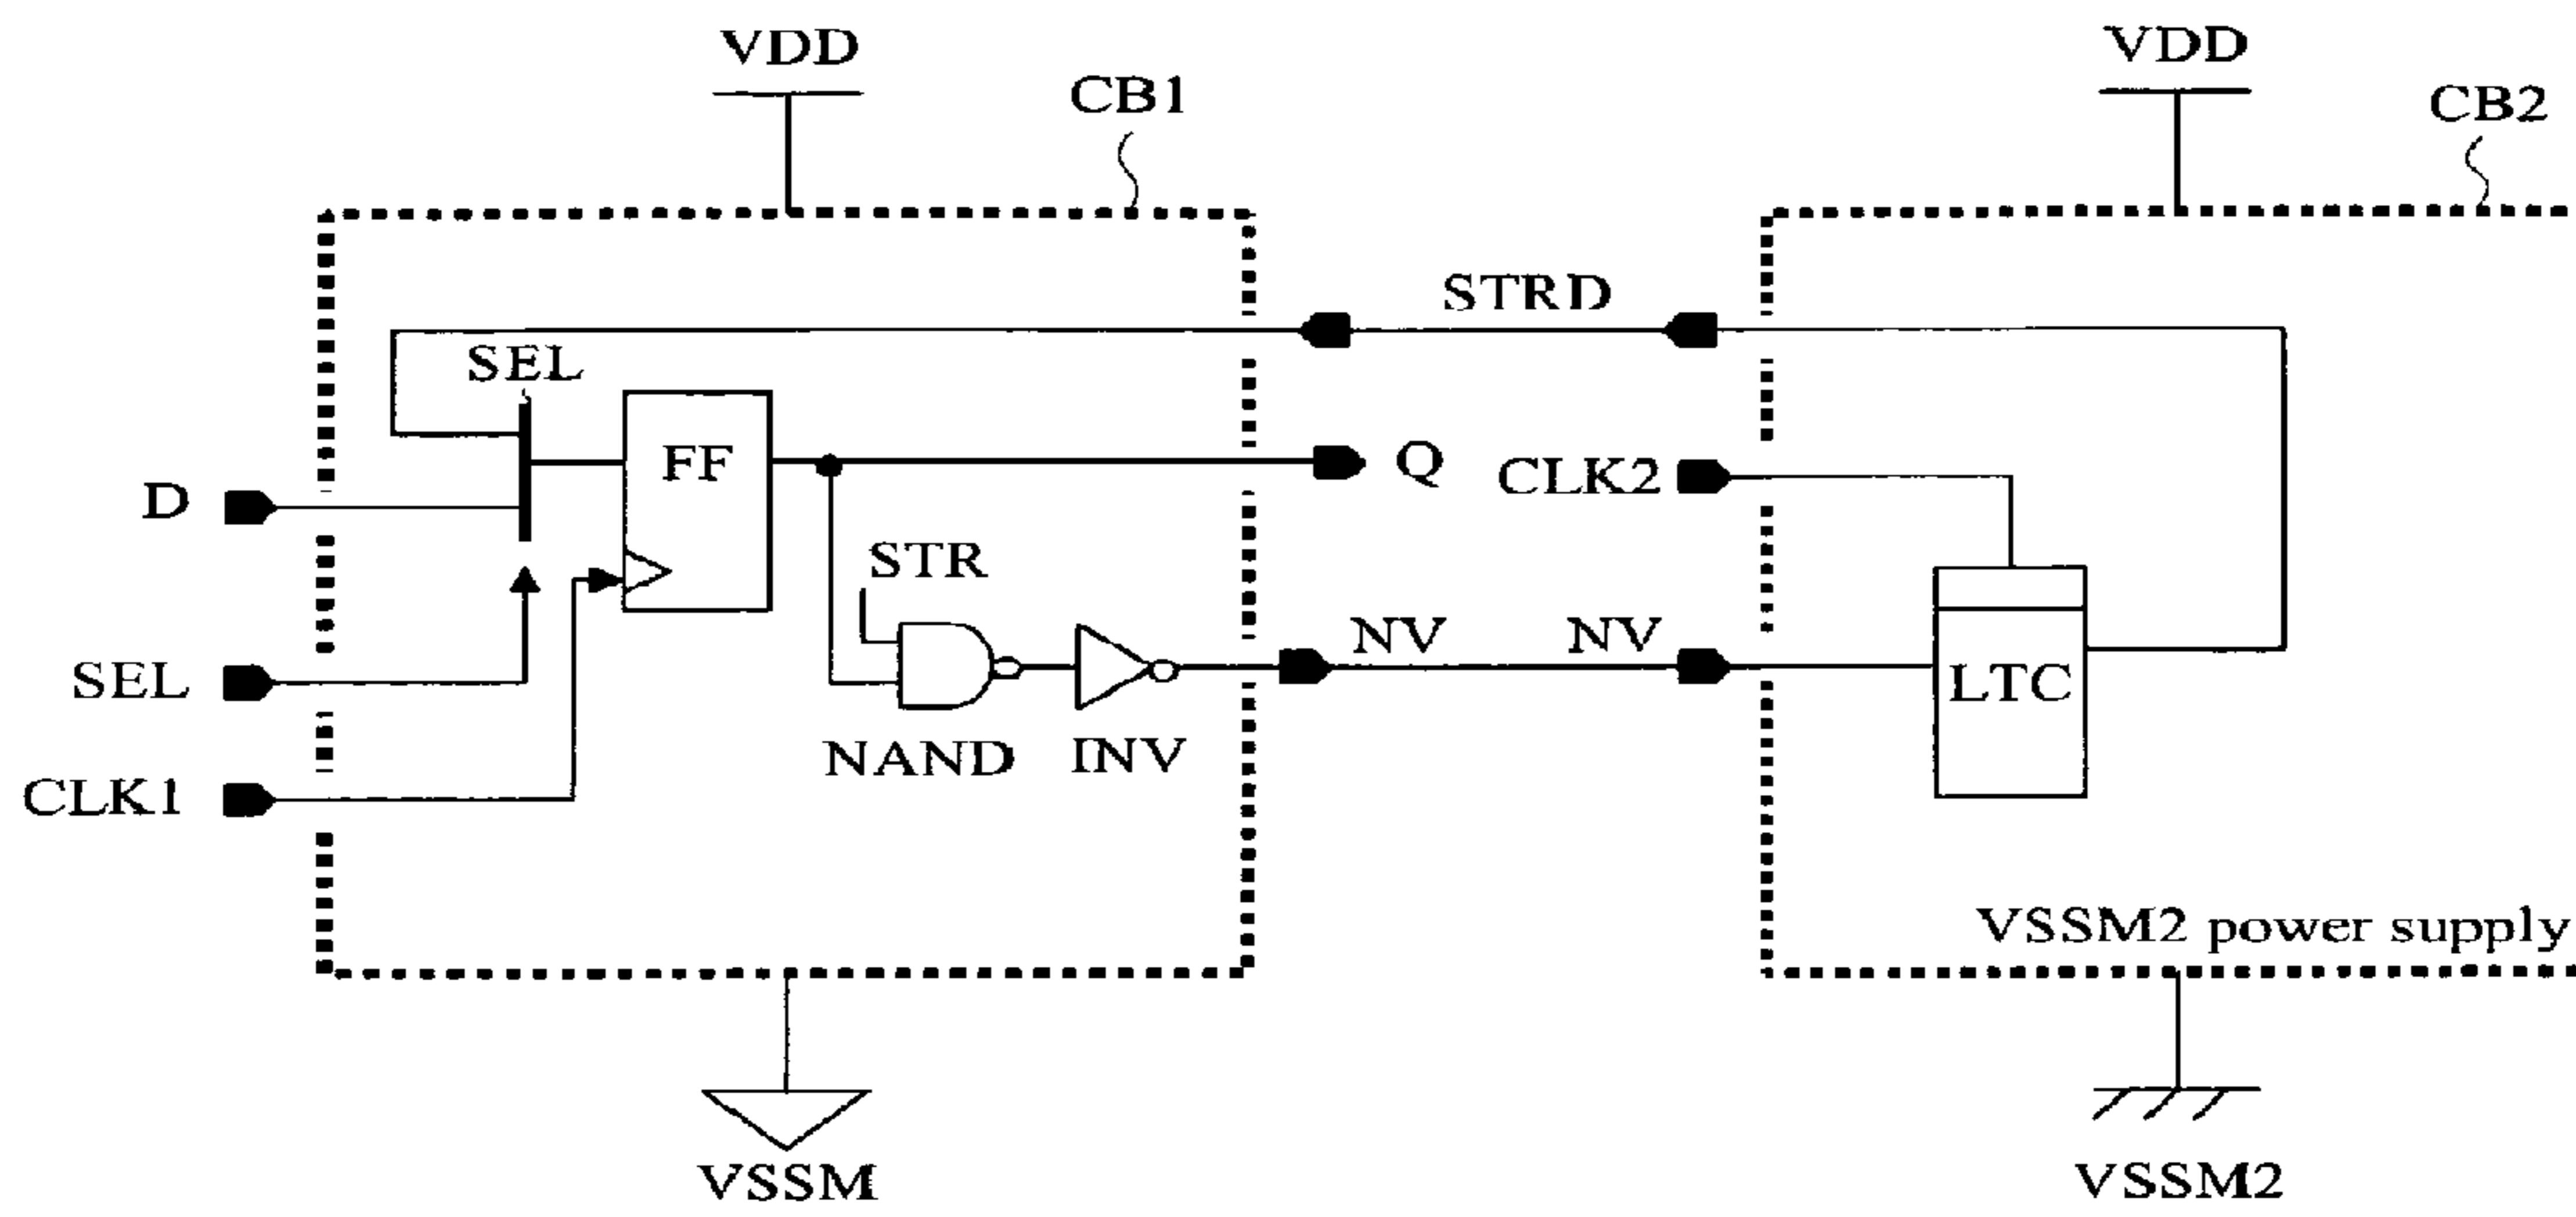 VDD
VDD
CB1
CB2
STRD
SEL
FF
Q
CLK2
D
STR
NV
NV
SEL
LTC
NAND
INV
CLK1
VSSM2 power supply
VSSM
VSSM2